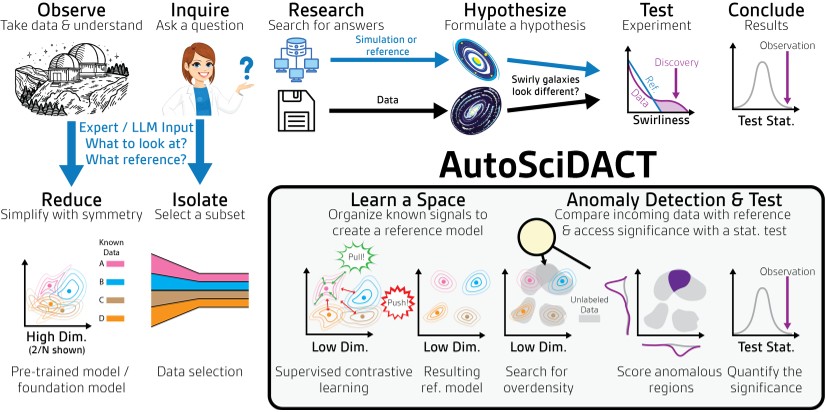 Observe
Take data & understand
Inquire
Ask a question
?
Research
Search for answers
Simulation or
reference
Data
Hypothesize
Formulate a hypothesis
Swirly galaxies
look different?
Test
Experiment
Discovery
Ref
Data
Swirliness
Conclude
Results
Observation
Test Stat.
Expert / LLM Input
What to look at?
What reference?
AutoSciDACT
Reduce
Simplify with symmetry
Known
Data
A
B
C
D
High Dim.
(2/N shown)
Pre-trained model /
foundation model
Isolate
Select a subset
Data selection
Learn a Space
Organize known signals to
create a reference model
Pull!
Push!
Low Dim.
Supervised contrastive
learning
Low Dim.
Resulting
ref. model
Anomaly Detection & Test
Compare incoming data with reference
& access significance with a stat. test
Unlabeled
Data
Low Dim.
Search for
overdensity
Score anomalous
regions
Observation
Test Stat.
Quantify the
significance